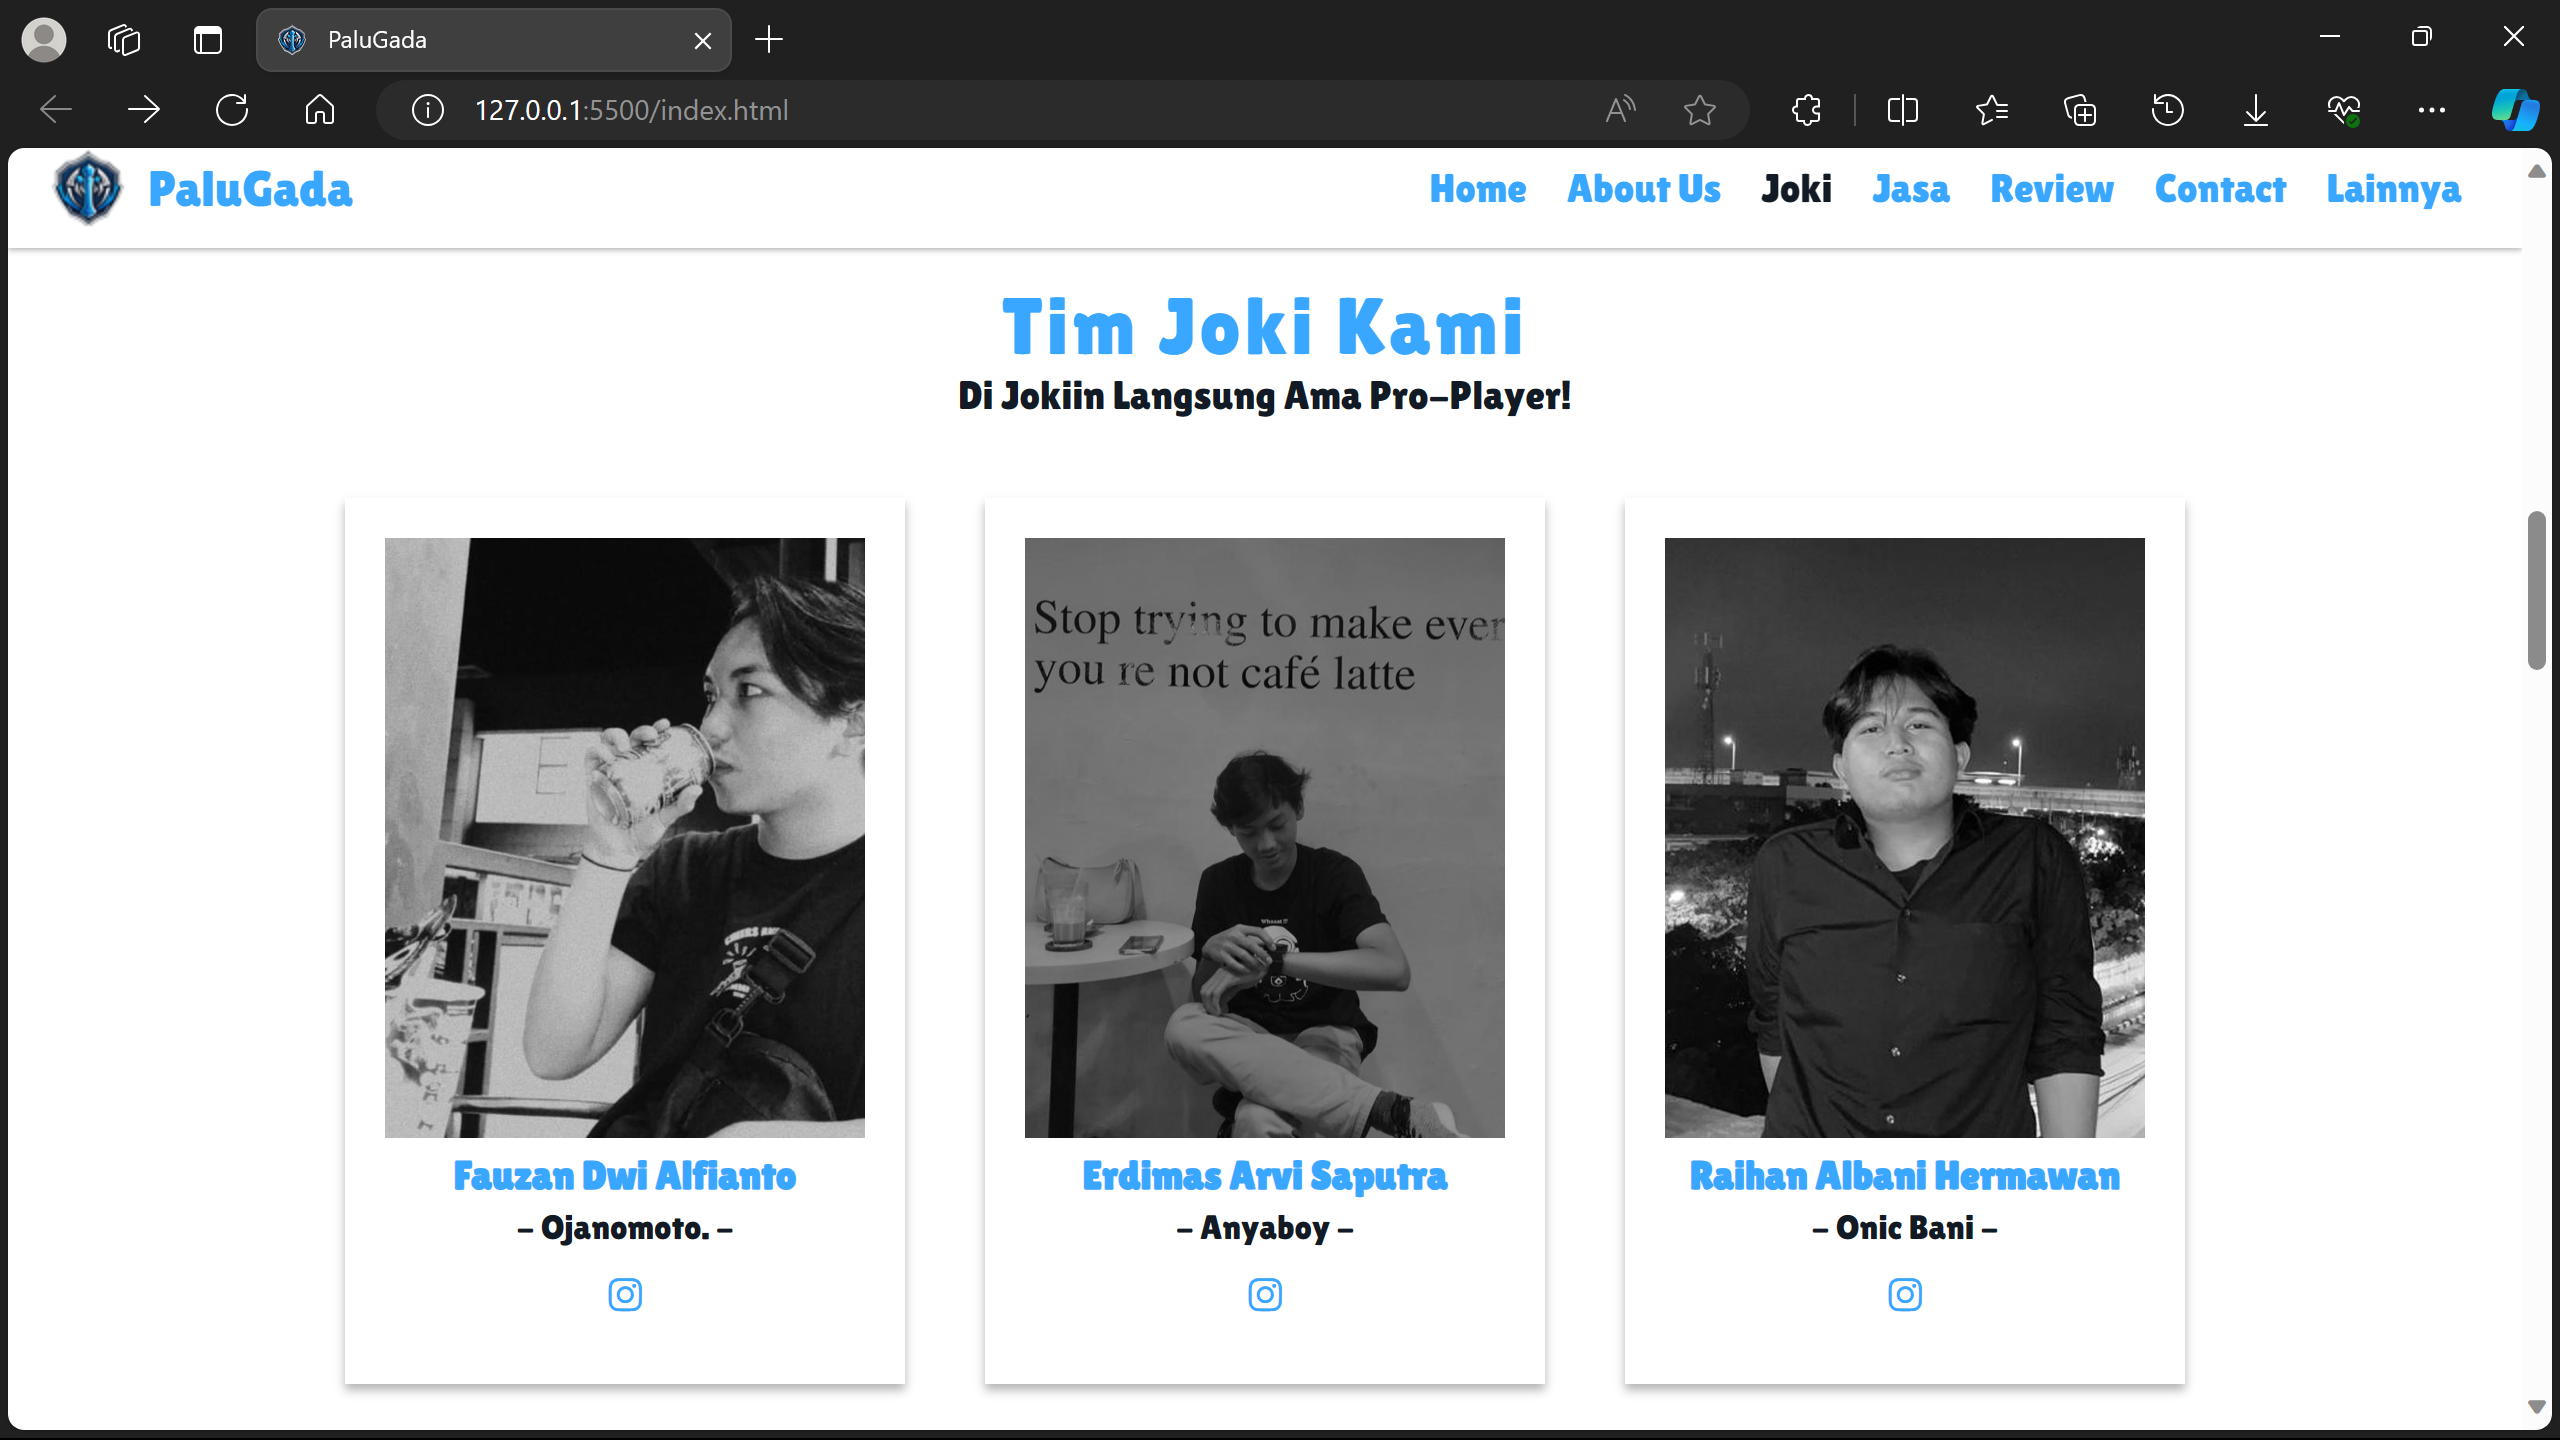 PaluGada
127.0.0.1:5500/index.html
PaluGada
Home About Us Joki Jasa Review Contact Lainnya
Tim Joki Kami
Di Jokiin Langsung Ama Pro-Player!
Stop trying to make ever
you re not café latte
Whaaat !!
Fauzan Dwi Alfianto
Erdimas Arvi Saputra
Raihan Albani Hermawan
- Ojanomoto. -
- Anyaboy -
- Onic Bani -